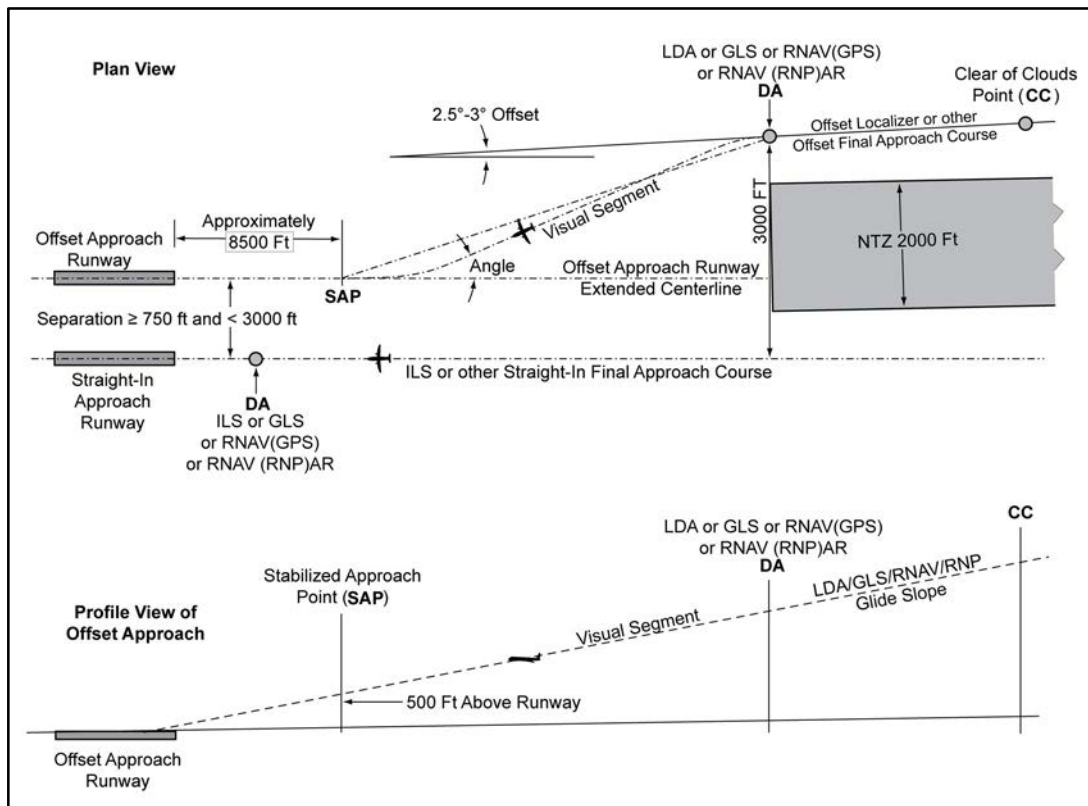 Plan View
LDA or GLS or RNAV(GPS)
or RNAV (RNP)AR
DA
Clear of Clouds
Point (CC)
2.5°-3° Offset
Offset Localizer or other
Offset Final Approach Course
Approximately
8500 Ft
Offset Approach
Runway
Visual Segment
3000 FT
NTZ 2000 Ft
Angle
SAP
Offset Approach Runway
Extended Centerline
Separation ≥ 750 ft and < 3000 ft
ILS or other Straight-In Final Approach Course
Straight-In
Approach
Runway
DA
ILS or GLS
or RNAV(GPS)
or RNAV (RNP)AR
CC
LDA or GLS or RNAV(GPS)
or RNAV (RNP)AR
DA
Stabilized Approach
Point (SAP)
LDA/GLS/RNAV/RNP
Glide Slope
Profile View of
Offset Approach
Visual Segment
500 Ft Above Runway
Offset Approach
Runway